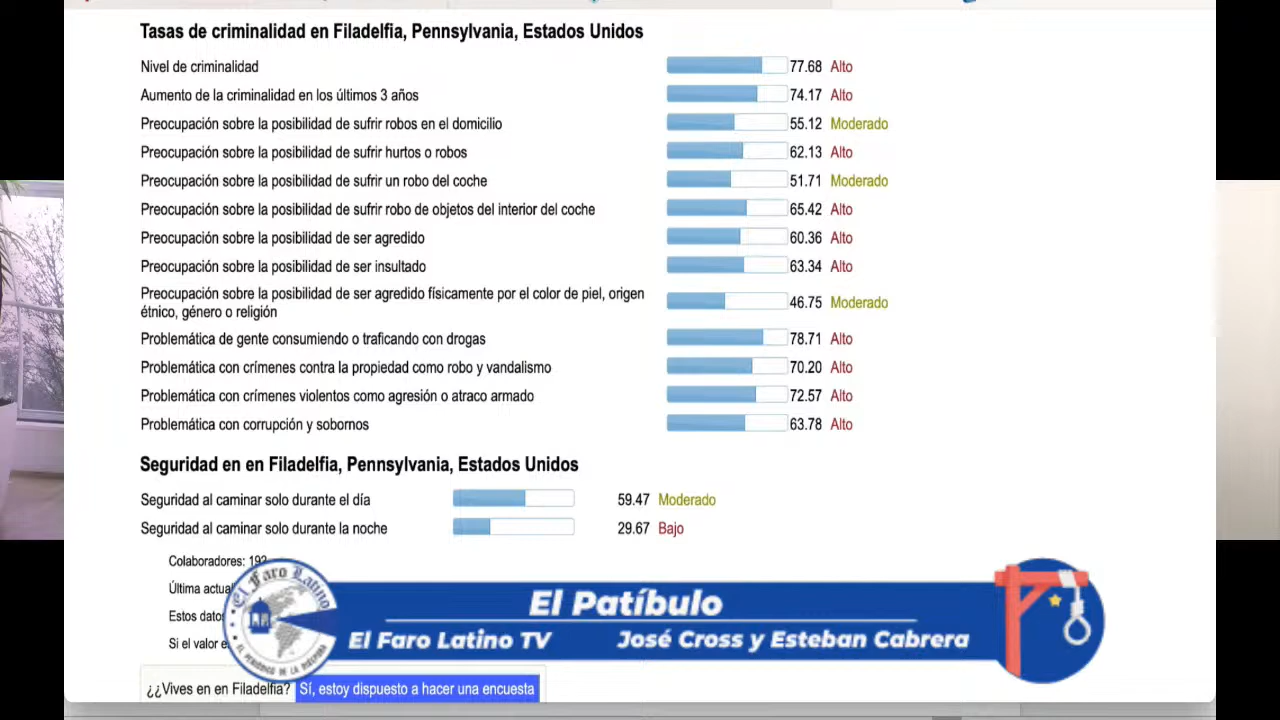 Tasas de criminalidad en Filadelfia, Pennsylvania, Estados Unidos
Nivel de criminalidad 77.68 Alto
Aumento de la criminalidad en los últimos 3 años 74.17 Alto
Preocupación sobre la posibilidad de sufrir robos en el domicilio 55.12 Moderado
Preocupación sobre la posibilidad de sufrir hurtos o robos 62.13 Alto
Preocupación sobre la posibilidad de sufrir un robo del coche 51.71 Moderado
Preocupación sobre la posibilidad de sufrir robo de objetos del interior del coche 65.42 Alto
Preocupación sobre la posibilidad de ser agredido 60.36 Alto
Preocupación sobre la posibilidad de ser insultado 63.34 Alto
Preocupación sobre la posibilidad de ser agredido físicamente por el color de piel, origen
étnico, género o religión 46.75 Moderado
Problemática de gente consumiendo o traficando con drogas 78.71 Alto
Problemática con crímenes contra la propiedad como robo y vandalismo 70.20 Alto
Problemática con crímenes violentos como agresión o atraco armado 72.57 Alto
Problemática con corrupción y sobornos 63.78 Alto
Seguridad en en Filadelfia, Pennsylvania, Estados Unidos
Seguridad al caminar solo durante el día 59.47 Moderado
Seguridad al caminar solo durante la noche 29.67 Bajo
Colaboradores: 192
Última
Estos
Si el valor
El Faro Latino
EL PERIÓDICO DE LA DIÁSPORA
El Patíbulo
El Faro Latino TV José Cross y Esteban Cabrera
¿¿Vives en en Filadelfia? Sí, estoy dispuesto a hacer una encuesta